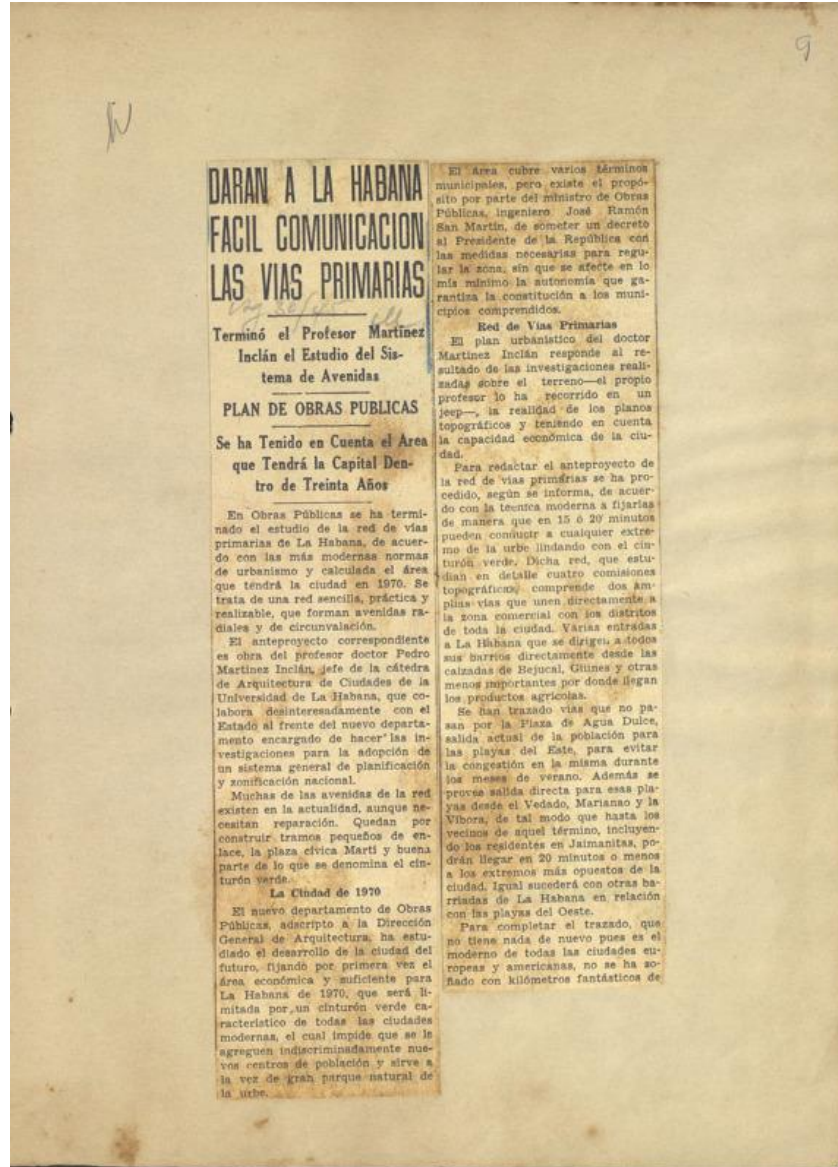 9
DARAN A LA HABANA
FACIL COMUNICACION
LAS VIAS PRIMARIAS
Terminó el Profesor Martínez
Inclán el Estudio del Sis-
tema de Avenidas
PLAN DE OBRAS PUBLICAS
Se ha Tenido en Cuenta el Area
que Tendrá la Capital Den-
tro de Treinta Años
En Obras Públicas se ha termi-
nado el estudio de la red de vías
primarias de La Habana, de acuer-
do con las más modernas normas
de urbanismo y calculada el área
que tendrá la ciudad en 1970. Se
trata de una red sencilla, práctica y
realizable, que forman avenidas ra-
diales y de circunvalación.
El anteproyecto correspondiente
es obra del profesor doctor Pedro
Martínez Inclán, jefe de la cátedra
de Arquitectura de Ciudades de la
Universidad de La Habana, que co-
labora desinteresadamente con el
Estado al frente del nuevo departa-
mento encargado de hacer las in-
vestigaciones para la adopción de
un sistema general de planificación
y zonificación nacional.
Muchas de las avenidas de la red
existen en la actualidad, aunque ne-
cesitan reparación. Quedan por
construir tramos pequeños de en-
lace, la plaza cívica Martí y buena
parte de lo que se denomina el cin-
turón verde.
La Ciudad de 1970
El nuevo departamento de Obras
Públicas, adscripto a la Dirección
General de Arquitectura, ha estu-
diado el desarrollo de la ciudad del
futuro, fijando por primera vez el
área económica y suficiente para
La Habana de 1970, que será li-
mitada por un cinturón verde ca-
racterístico de todas las ciudades
modernas, el cual impide que se le
agreguen indiscriminadamente nue-
vos centros de población y sirve a
la vez de gran parque natural de
la urbe.
El área cubre varios términos
municipales, pero existe el propó-
sito por parte del ministro de Obras
Públicas, ingeniero José Ramón
San Martín, de someter un decreto
al Presidente de la República con
las medidas necesarias para regu-
lar la zona, sin que se afecte en lo
más mínimo la autonomía que ga-
rantiza la constitución a los muni-
cipios comprendidos.
Red de Vías Primarias
El plan urbanístico del doctor
Martínez Inclán responde al re-
sultado de las investigaciones reali-
zadas sobre el terreno—el propio
profesor lo ha recorrido en un
jeep—, la realidad de los planos
topográficos y teniendo en cuenta
la capacidad económica de la ciu-
dad.
Para redactar el anteproyecto de
la red de vías primarias se ha pro-
cedido, según se informa, de acuer-
do con la técnica moderna a fijarlas
de manera que en 15 ó 20 minutos
pueden conducir a cualquier extre-
mo de la urbe lindando con el cin-
turón verde. Dicha red, que estu-
dian en detalle cuatro comisiones
topográficas, comprende dos am-
plias vías que unen directamente a
la zona comercial con los distritos
de toda la ciudad. Varias entradas
a La Habana que se dirigen a todos
sus barrios directamente desde las
calzadas de Bejucal, Güines y otras
menos importantes por donde llegan
los productos agrícolas.
Se han trazado vías que no pa-
san por la Plaza de Agua Dulce,
salida actual de la población para
las playas del Este, para evitar
la congestión en la misma durante
los meses de verano. Además se
provee salida directa para esas pla-
yas desde el Vedado, Marianao y la
Víbora, de tal modo que hasta los
vecinos de aquel término, incluyen-
do los residentes en Jaimanitas, po-
drán llegar en 20 minutos o menos
a los extremos más opuestos de la
ciudad. Igual sucederá con otras ba-
rriadas de La Habana en relación
con las playas del Oeste.
Para completar el trazado, que
no tiene nada de nuevo pues es el
moderno de todas las ciudades eu-
ropeas y americanas, no se ha so-
ñado con kilómetros fantásticos de